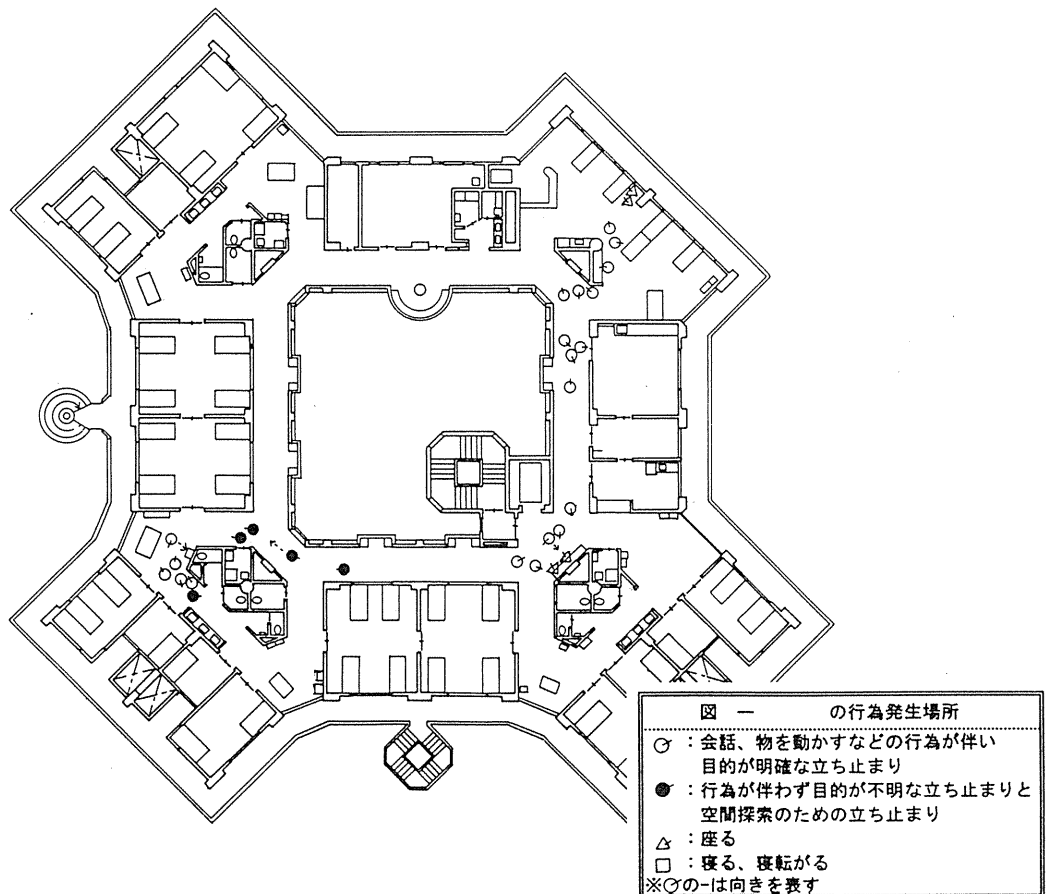 図 一 の行為発生場所
：会話、物を動かすなどの行為が伴い
目的が明確な立ち止まり
：行為が伴わず目的が不明な立ち止まりと
空間探索のための立ち止まり
：座る
：寝る、寝転がる
※○の-は向きを表す